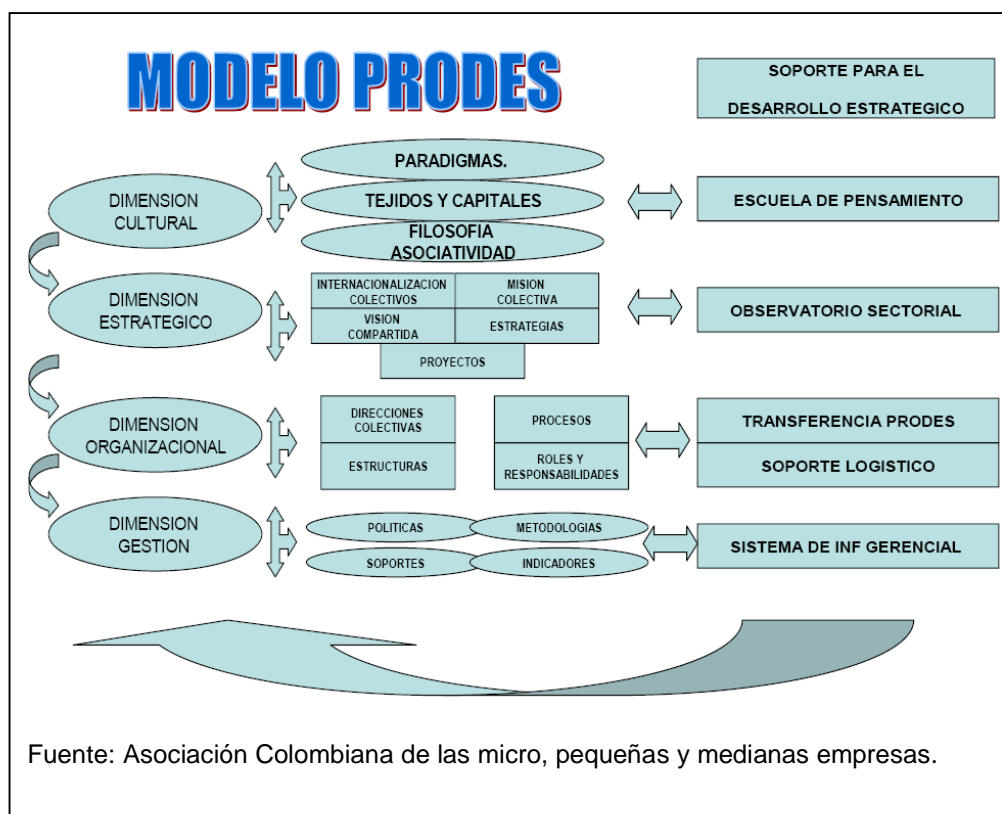 MODELO PRODES
SOPORTE PARA EL
DESARROLLO ESTRATEGICO
DIMENSION
CULTURAL
PARADIGMAS.
TEJIDOS Y CAPITALES
FILOSOFIA
ASOCIATIVIDAD
ESCUELA DE PENSAMIENTO
DIMENSION
ESTRATEGICO
INTERNACIONALIZACION
COLECTIVOS
MISION
COLECTIVA
VISION
COMPARTIDA
ESTRATEGIAS
PROYECTOS
OBSERVATORIO SECTORIAL
DIMENSION
ORGANIZACIONAL
DIRECCIONES
COLECTIVAS
ESTRUCTURAS
PROCESOS
ROLES Y
RESPONSABILIDADES
TRANSFERENCIA PRODES
SOPORTE LOGISTICO
DIMENSION
GESTION
POLITICAS
METODOLOGIAS
SOPORTES
INDICADORES
SISTEMA DE INF GERENCIAL
Fuente: Asociación Colombiana de las micro, pequeñas y medianas empresas.